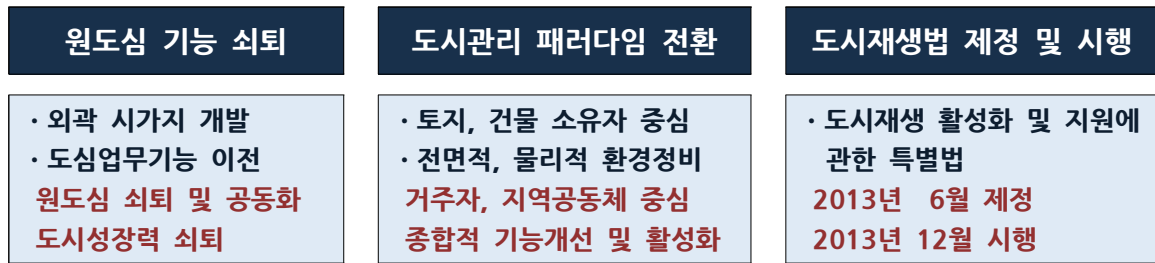 원도심 기능 쇠퇴
· 외곽 시가지 개발
· 도심업무기능 이전
원도심 쇠퇴 및 공동화
도시성장력 쇠퇴
도시관리 패러다임 전환
· 토지, 건물 소유자 중심
· 전면적, 물리적 환경정비
거주자, 지역공동체 중심
종합적 기능개선 및 활성화
도시재생법 제정 및 시행
· 도시재생 활성화 및 지원에
관한 특별법
2013년 6월 제정
2013년 12월 시행